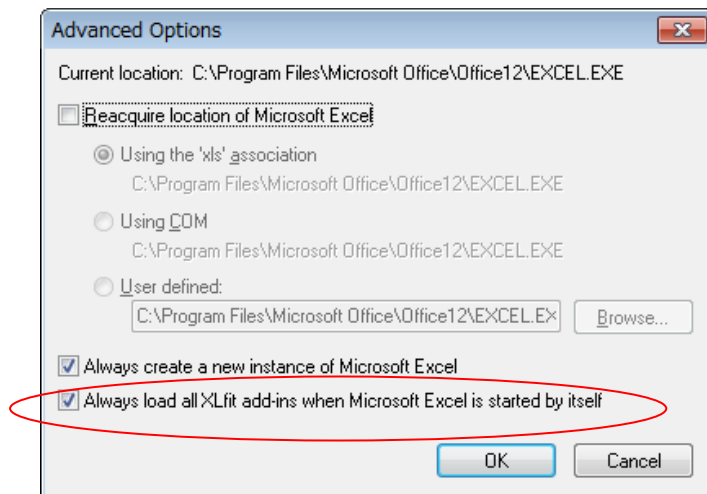 Advanced Options
Current location: C:\Program Files\Microsoft Office\Office12\EXCEL.EXE
Reacquire location of Microsoft Excel
Using the 'xls' association
C:\Program Files\Microsoft Office\Office12\EXCEL.EXE
Using COM
C:\Program Files\Microsoft Office\Office12\EXCEL.EXE
User defined:
C:\Program Files\Microsoft Office\Office12\EXCEL.EX
Browse...
Always create a new instance of Microsoft Excel
Always load all XLfit add-ins when Microsoft Excel is started by itself
OK Cancel